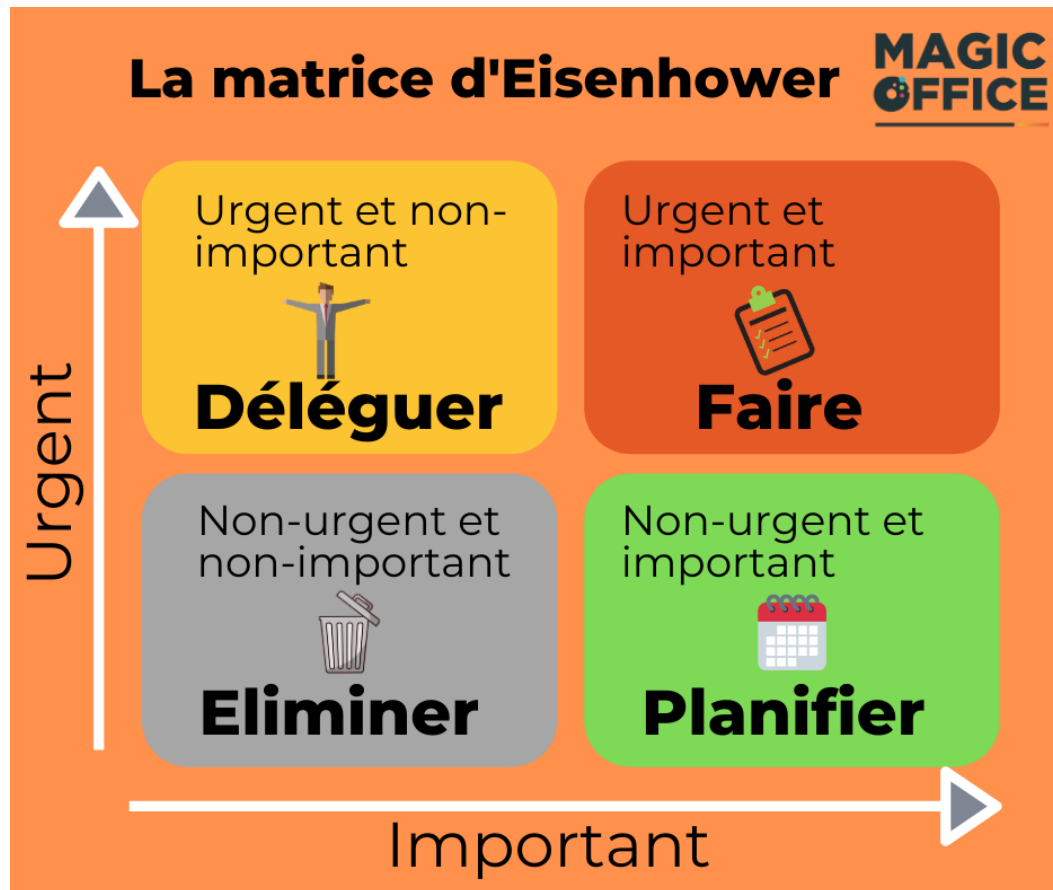 La matrice d'Eisenhower
MAGIC
OFFICE
Urgent et non-
important
Déléguer
Urgent et
important
Faire
Urgent
Non-urgent et
non-important
Eliminer
Non-urgent et
important
Planifier
Important